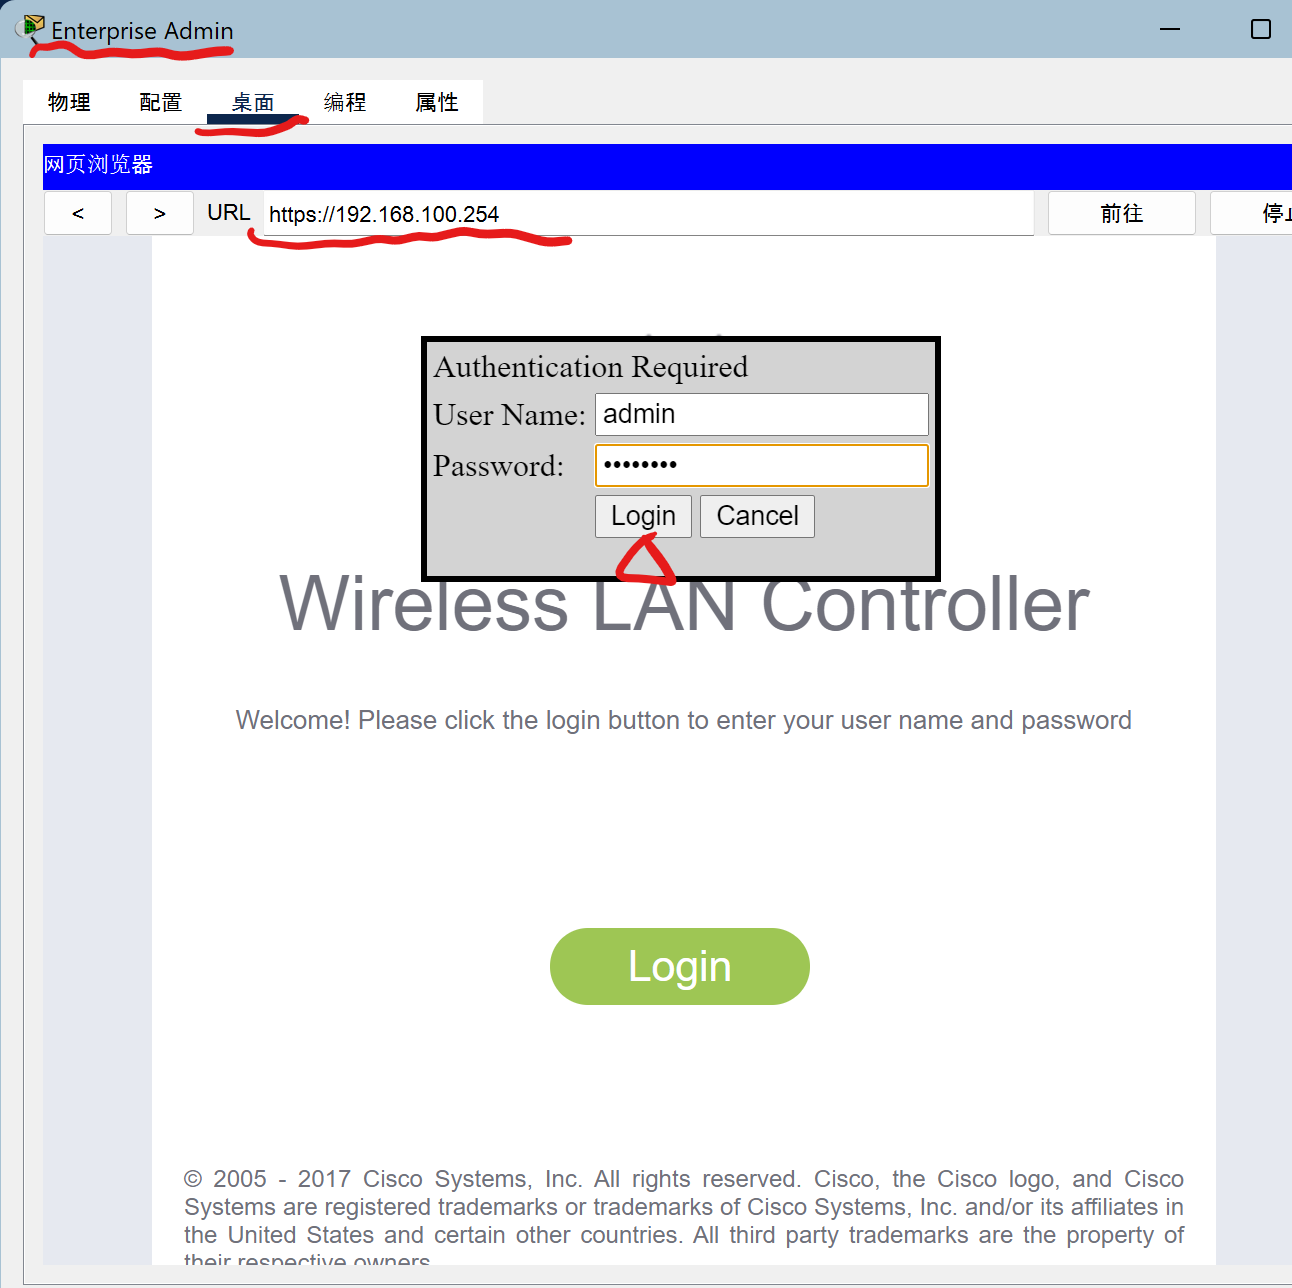 Enterprise Admin
物理 配置 桌面 编程 属性
网页浏览器
< > URL https://192.168.100.254 前往
Authentication Required
User Name: admin
Password: ••••••••
Login Cancel
Wireless LAN Controller
Welcome! Please click the login button to enter your user name and password
Login
© 2005 - 2017 Cisco Systems, Inc. All rights reserved. Cisco, the Cisco logo, and Cisco
Systems are registered trademarks or trademarks of Cisco Systems, Inc. and/or its affiliates in
the United States and certain other countries. All third party trademarks are the property of
their respective owners